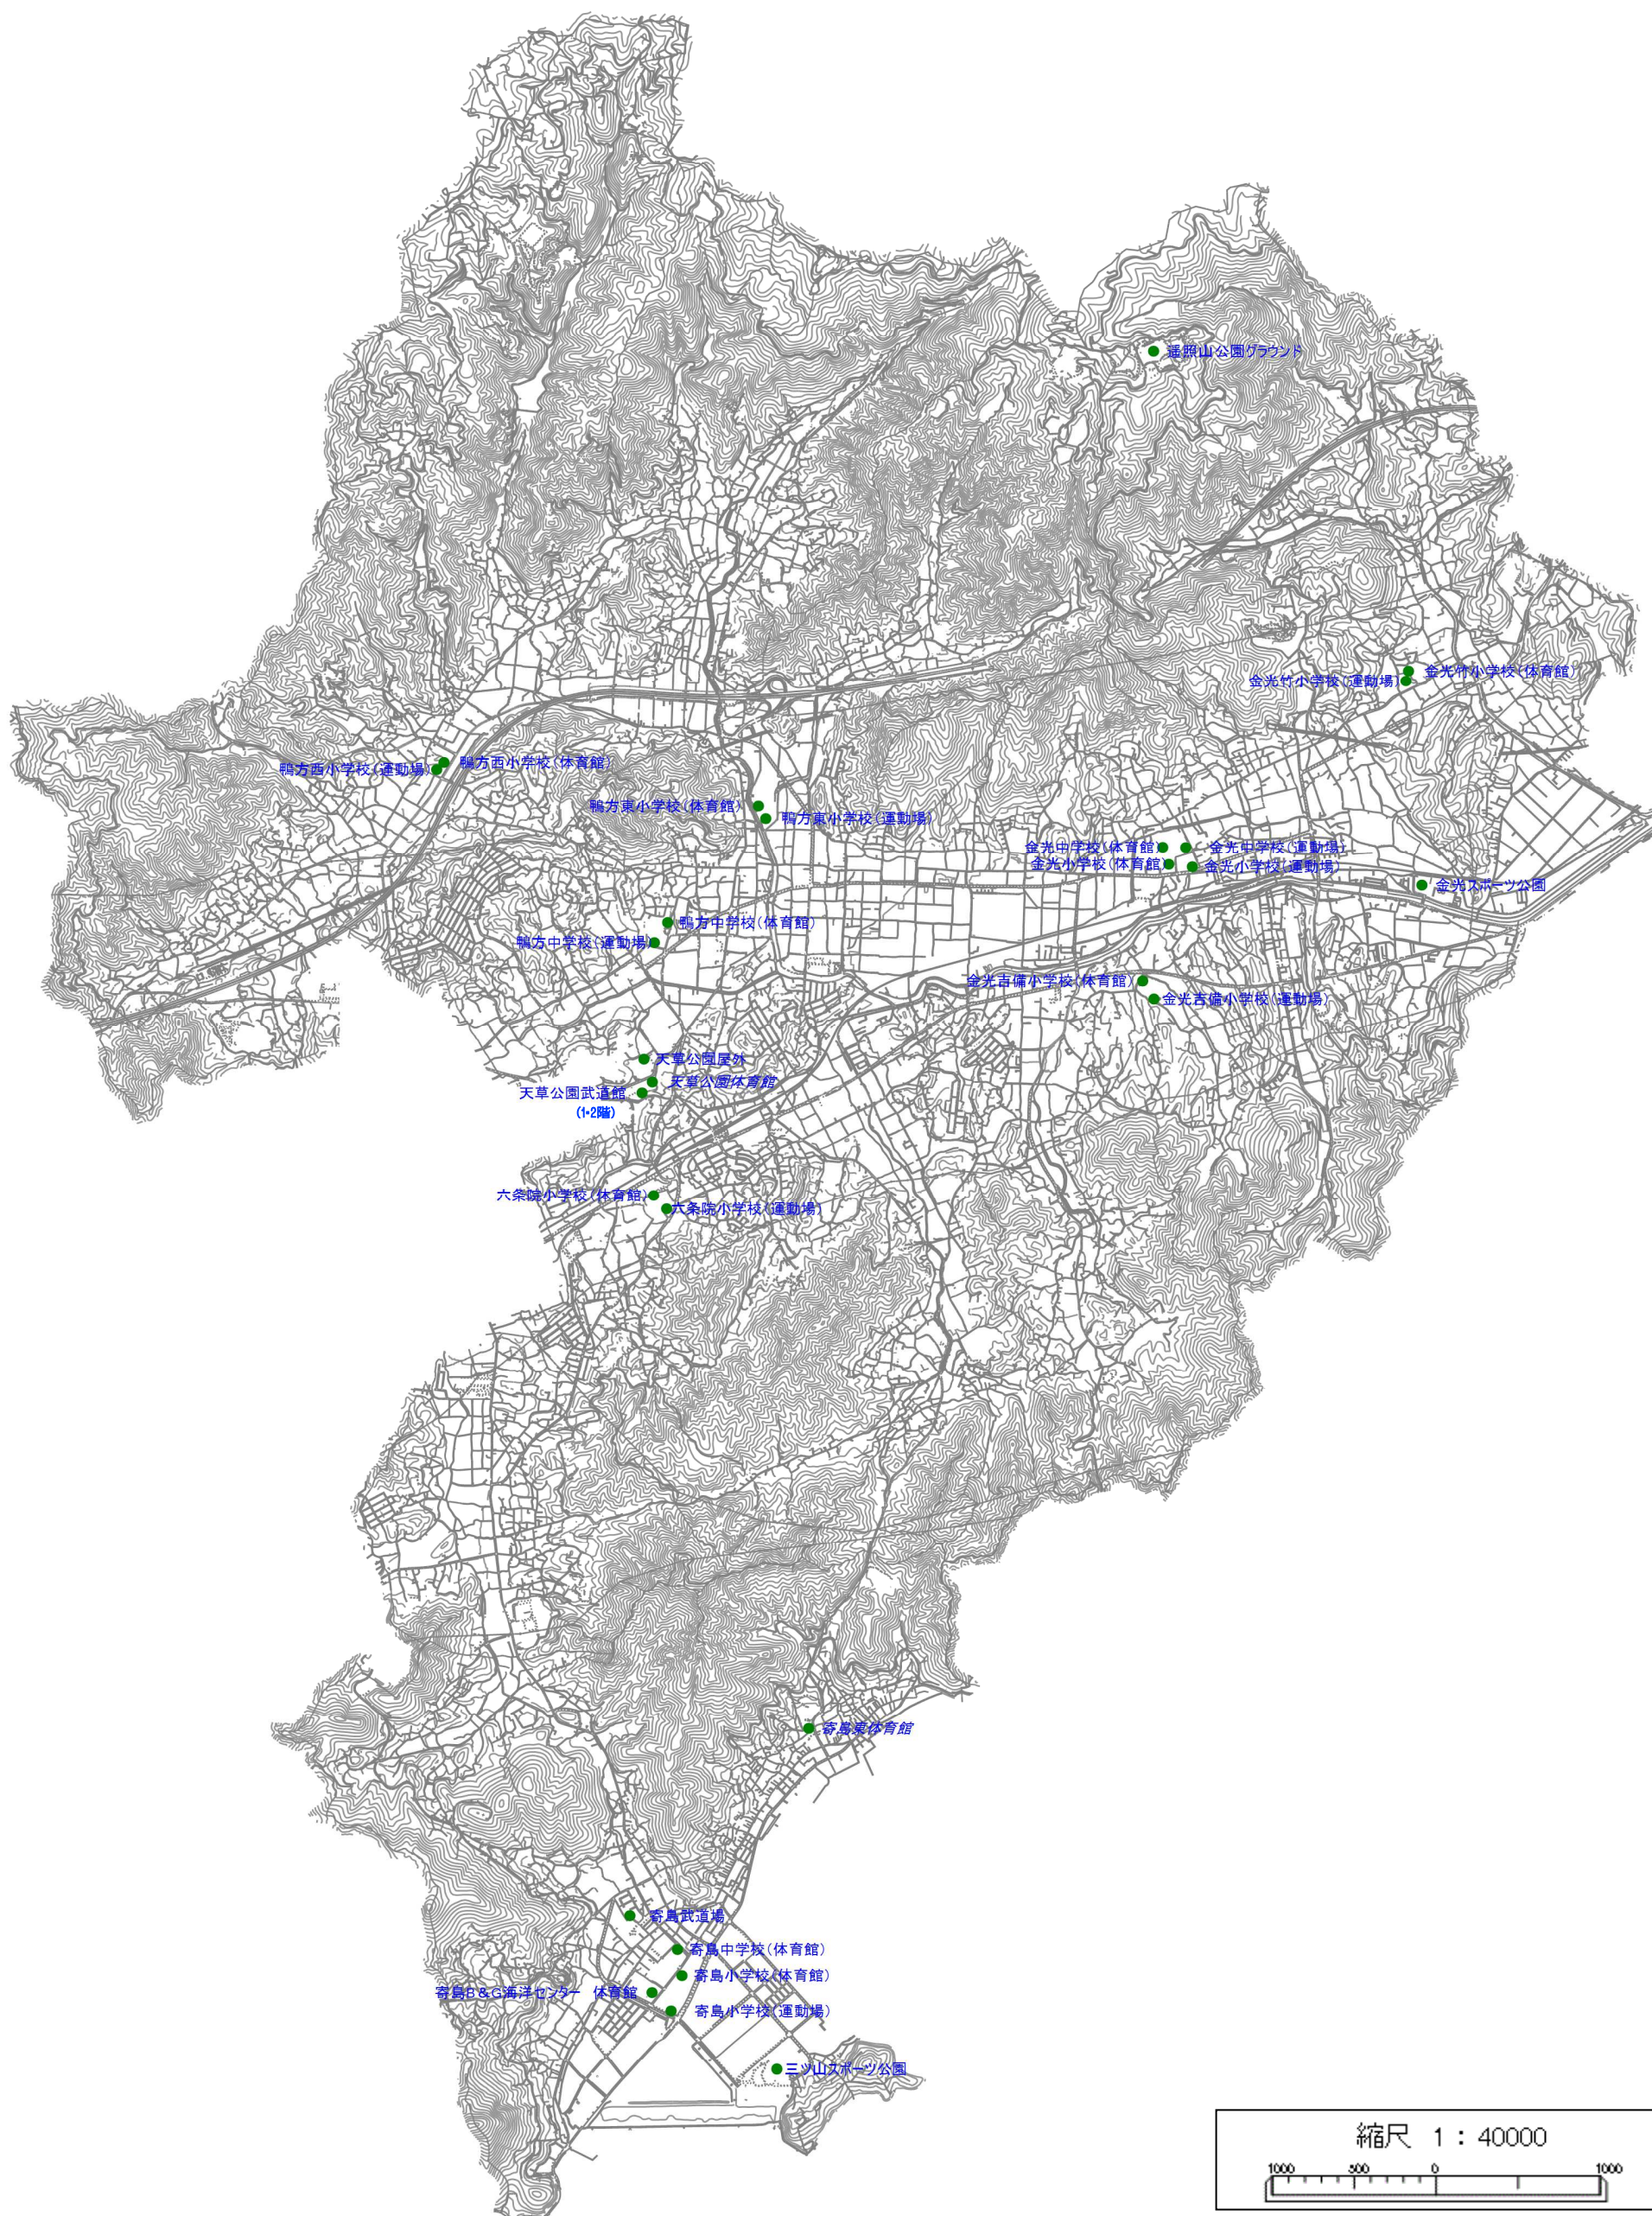 遥照山公園グラウンド
金光竹小学校(体育館)
金光竹小学校(運動場)
鴨方西小学校(体育館)
鴨方西小学校(運動場)
鴨方東小学校(体育館)
鴨方東小学校(運動場)
金光中学校(体育館)
金光中学校(運動場)
金光小学校(体育館)
金光小学校(運動場)
金光スポーツ公園
鴨方中学校(体育館)
鴨方中学校(運動場)
金光吉備小学校(体育館)
金光吉備小学校(運動場)
天草公園屋外
天草公園体育館
天草公園武道館
(1・2階)
六条院小学校(体育館)
六条院小学校(運動場)
寄島東体育館
寄島武道場
寄島中学校(体育館)
寄島小学校(体育館)
寄島B&G海洋センター 体育館
寄島小学校(運動場)
三ツ山スポーツ公園
縮尺 1:40000
1000 500 0 1000